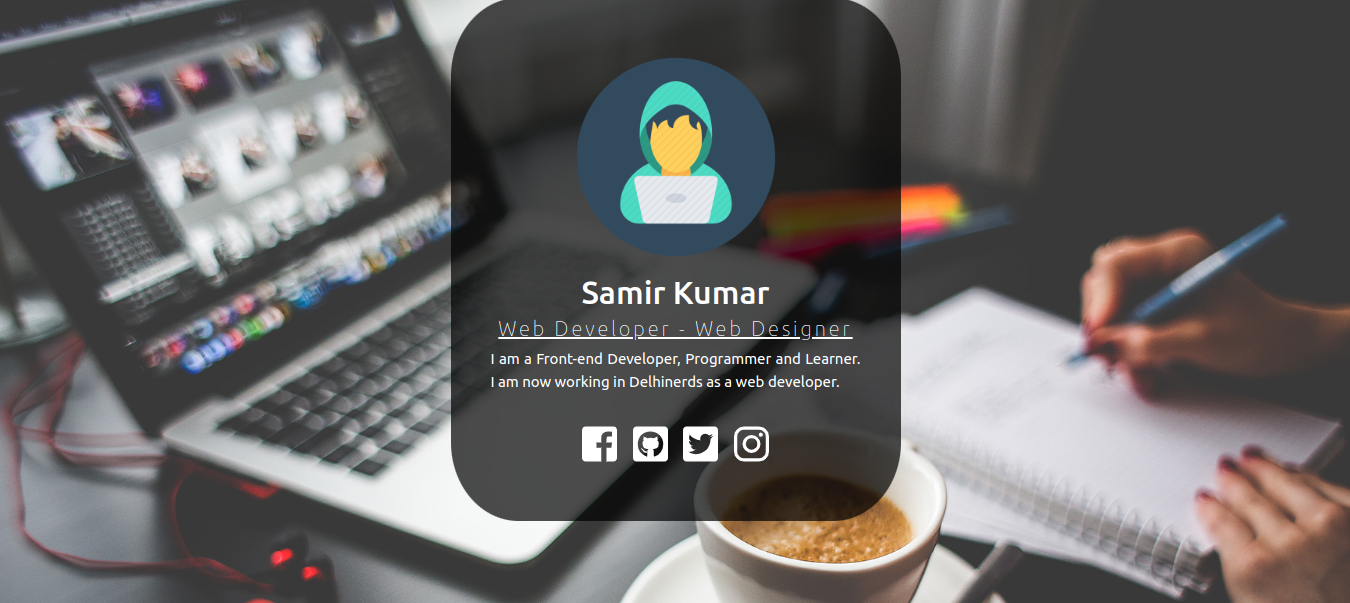 Samir Kumar
Web Developer - Web Designer
I am a Front-end Developer, Programmer and Learner.
I am now working in Delhinerds as a web developer.